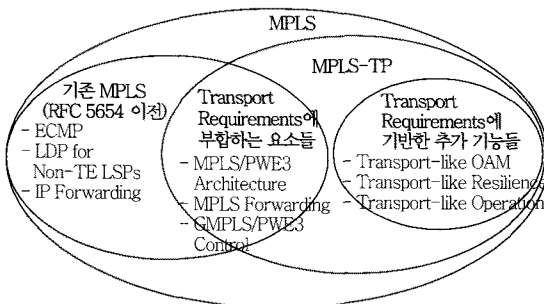 MPLS
MPLS-TP
기존 MPLS
(RFC 5654 이전)
- ECMP
- LDP for
Non-TE LSPs
- IP Forwarding
Transport
Requirements에
부합하는 요소들
- MPLS/PWE3
Architecture
- MPLS Forwarding
- GMPLS/PWE3
Control
Transport
Requirements에
기반한 추가 기능들
- Transport-like OAM
- Transport-like Resilience
- Transport-like Operation